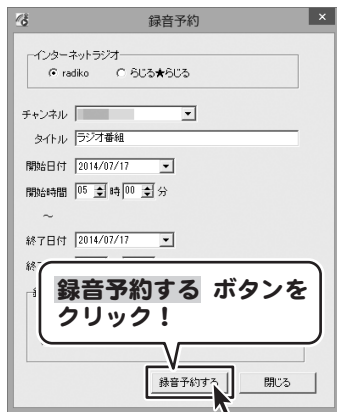 録音予約
インターネットラジオ
radiko らじる★らじる
チャンネル
タイトル ラジオ番組
開始日付 2014/07/17
開始時間 05 時 00 分
～
終了日付 2014/07/17
録音予約する ボタンを
クリック！
録音予約する 閉じる